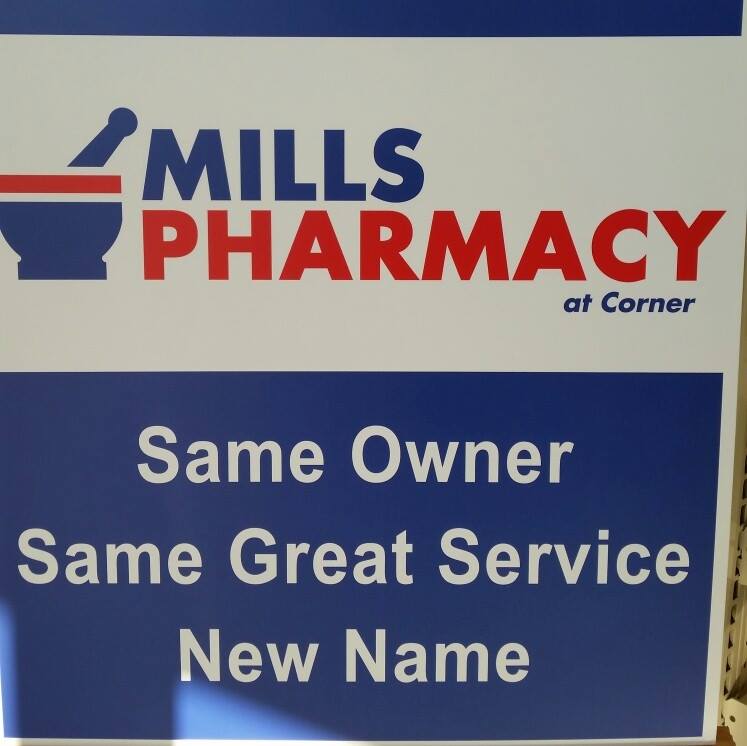 MILLS
PHARMACY
at Corner
Same Owner
Same Great Service
New Name